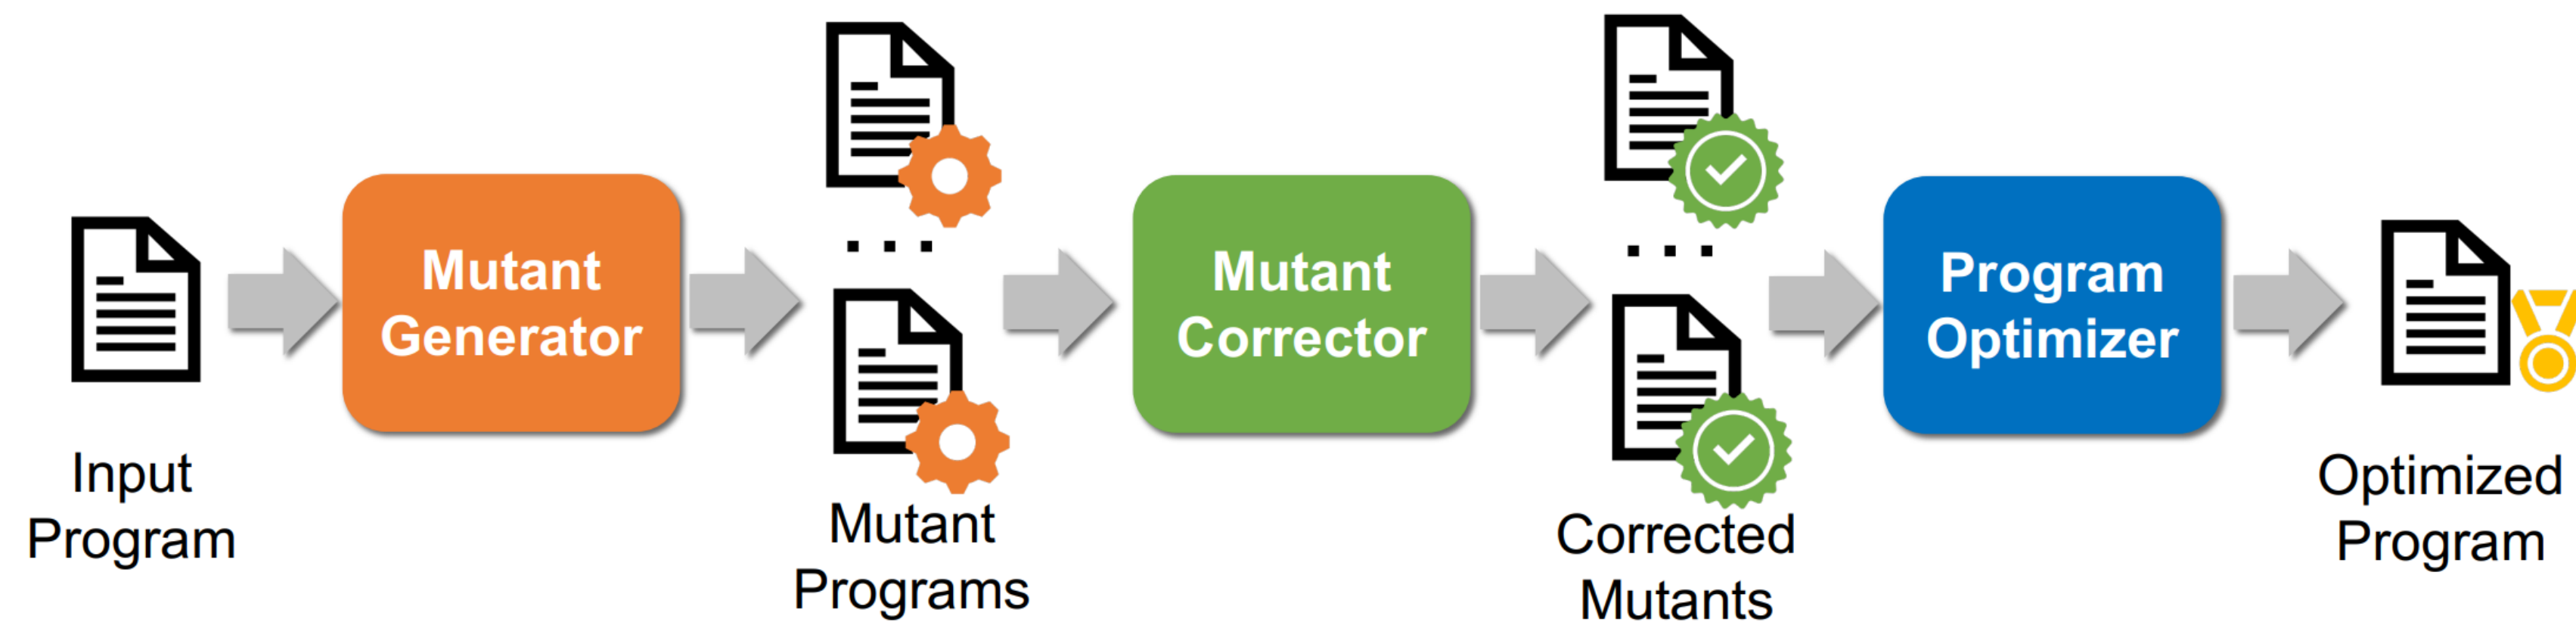 Input
Program
Mutant
Generator
Mutant
Programs
Mutant
Corrector
Corrected
Mutants
Program
Optimizer
Optimized
Program